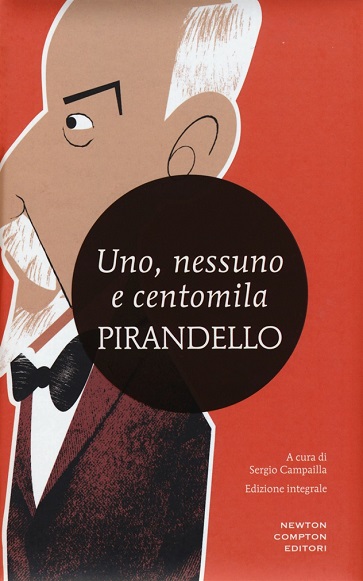 Uno, nessuno
e centomila
PIRANDELLO
A cura di
Sergio Campailla
Edizione integrale
NEWTON
COMPTON
EDITORI